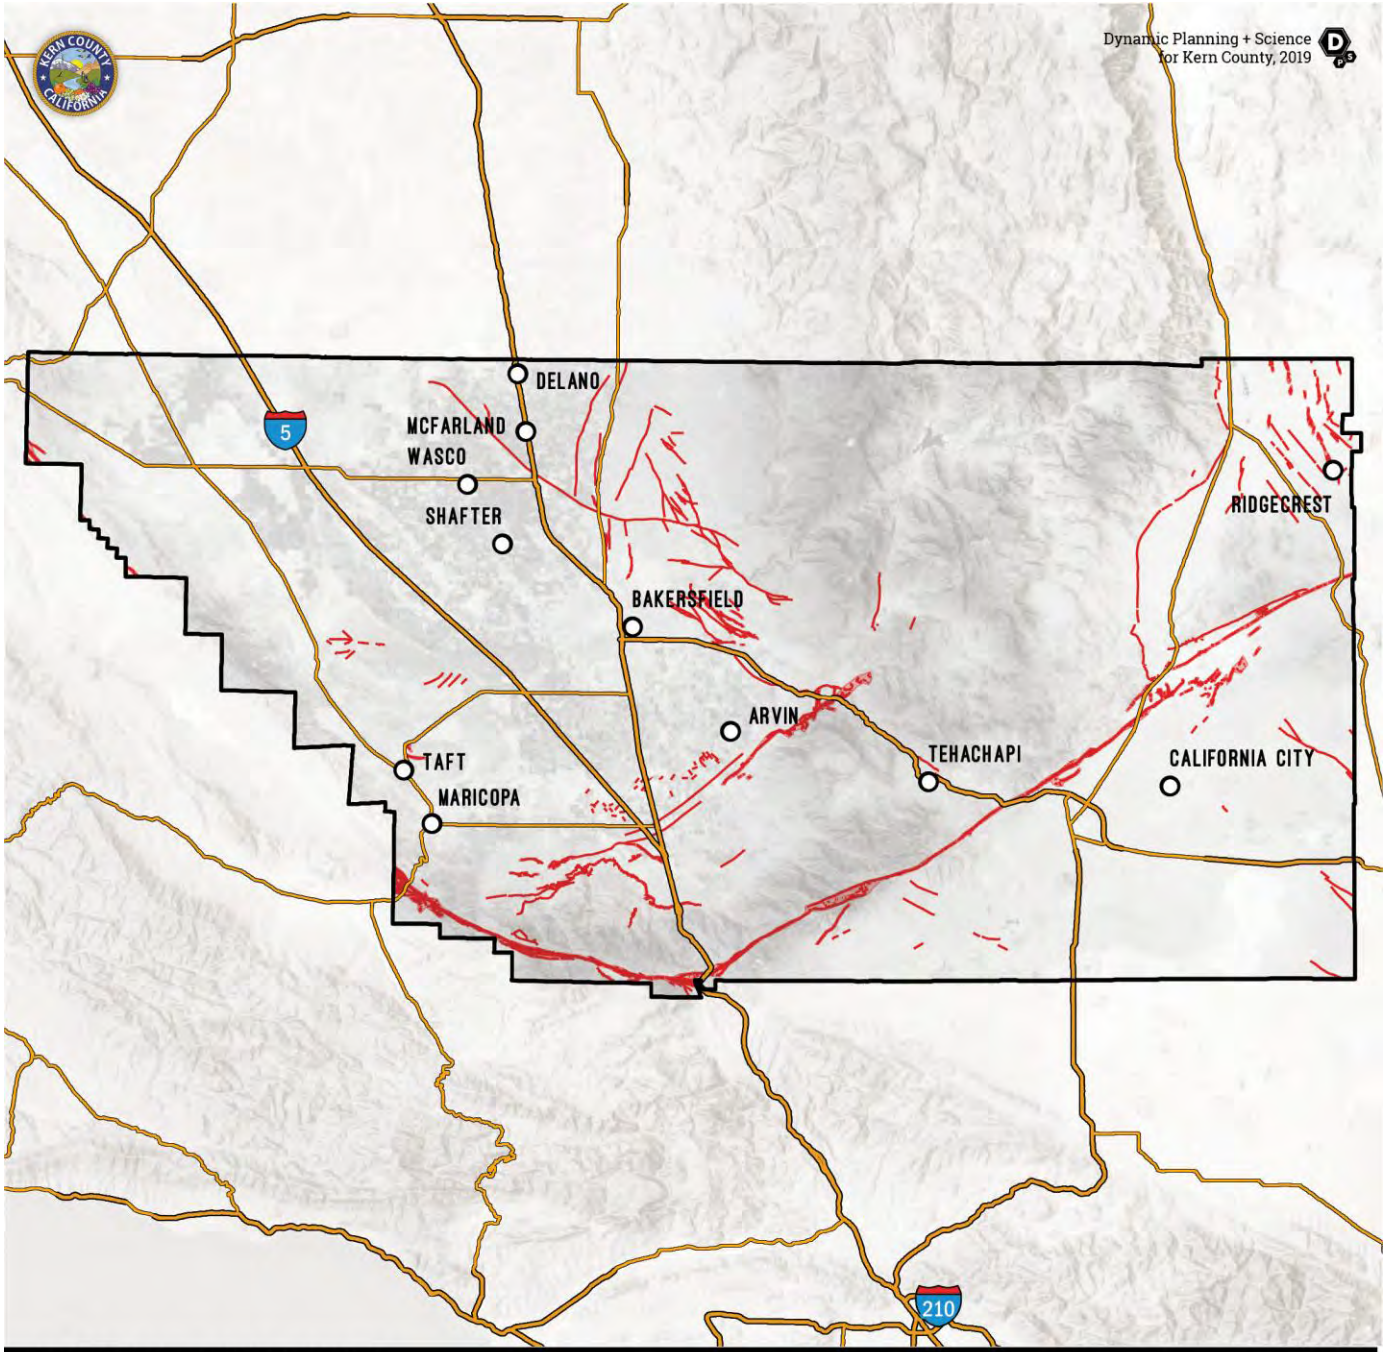 KERN COUNTY
CALIFORNIA
Dynamic Planning + Science
for Kern County, 2019
D
P S
DELANO
MCFARLAND
5
WASCO
RIDGECREST
SHAFTER
BAKERSFIELD
ARVIN
TEHACHAPI
CALIFORNIA CITY
TAFT
MARICOPA
210